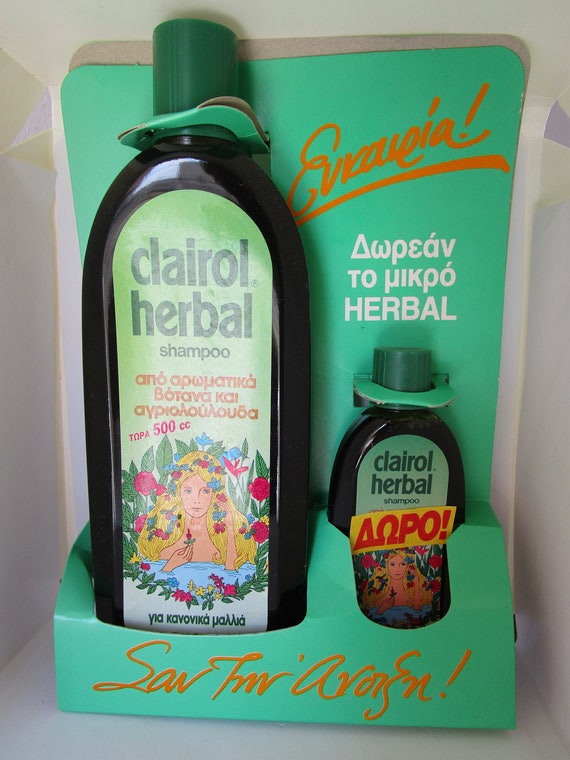 Ευκαιρία!
Δωρεάν
το μικρό
HERBAL
clairol®
herbal
shampoo
από αρωματικά
βότανα και
αγριολούλουδα
ΤΩΡΑ 500 cc
για κανονικά μαλλιά
clairol®
herbal
shampoo
ΔΩΡΟ!
Σαν Την Άνοιξη!